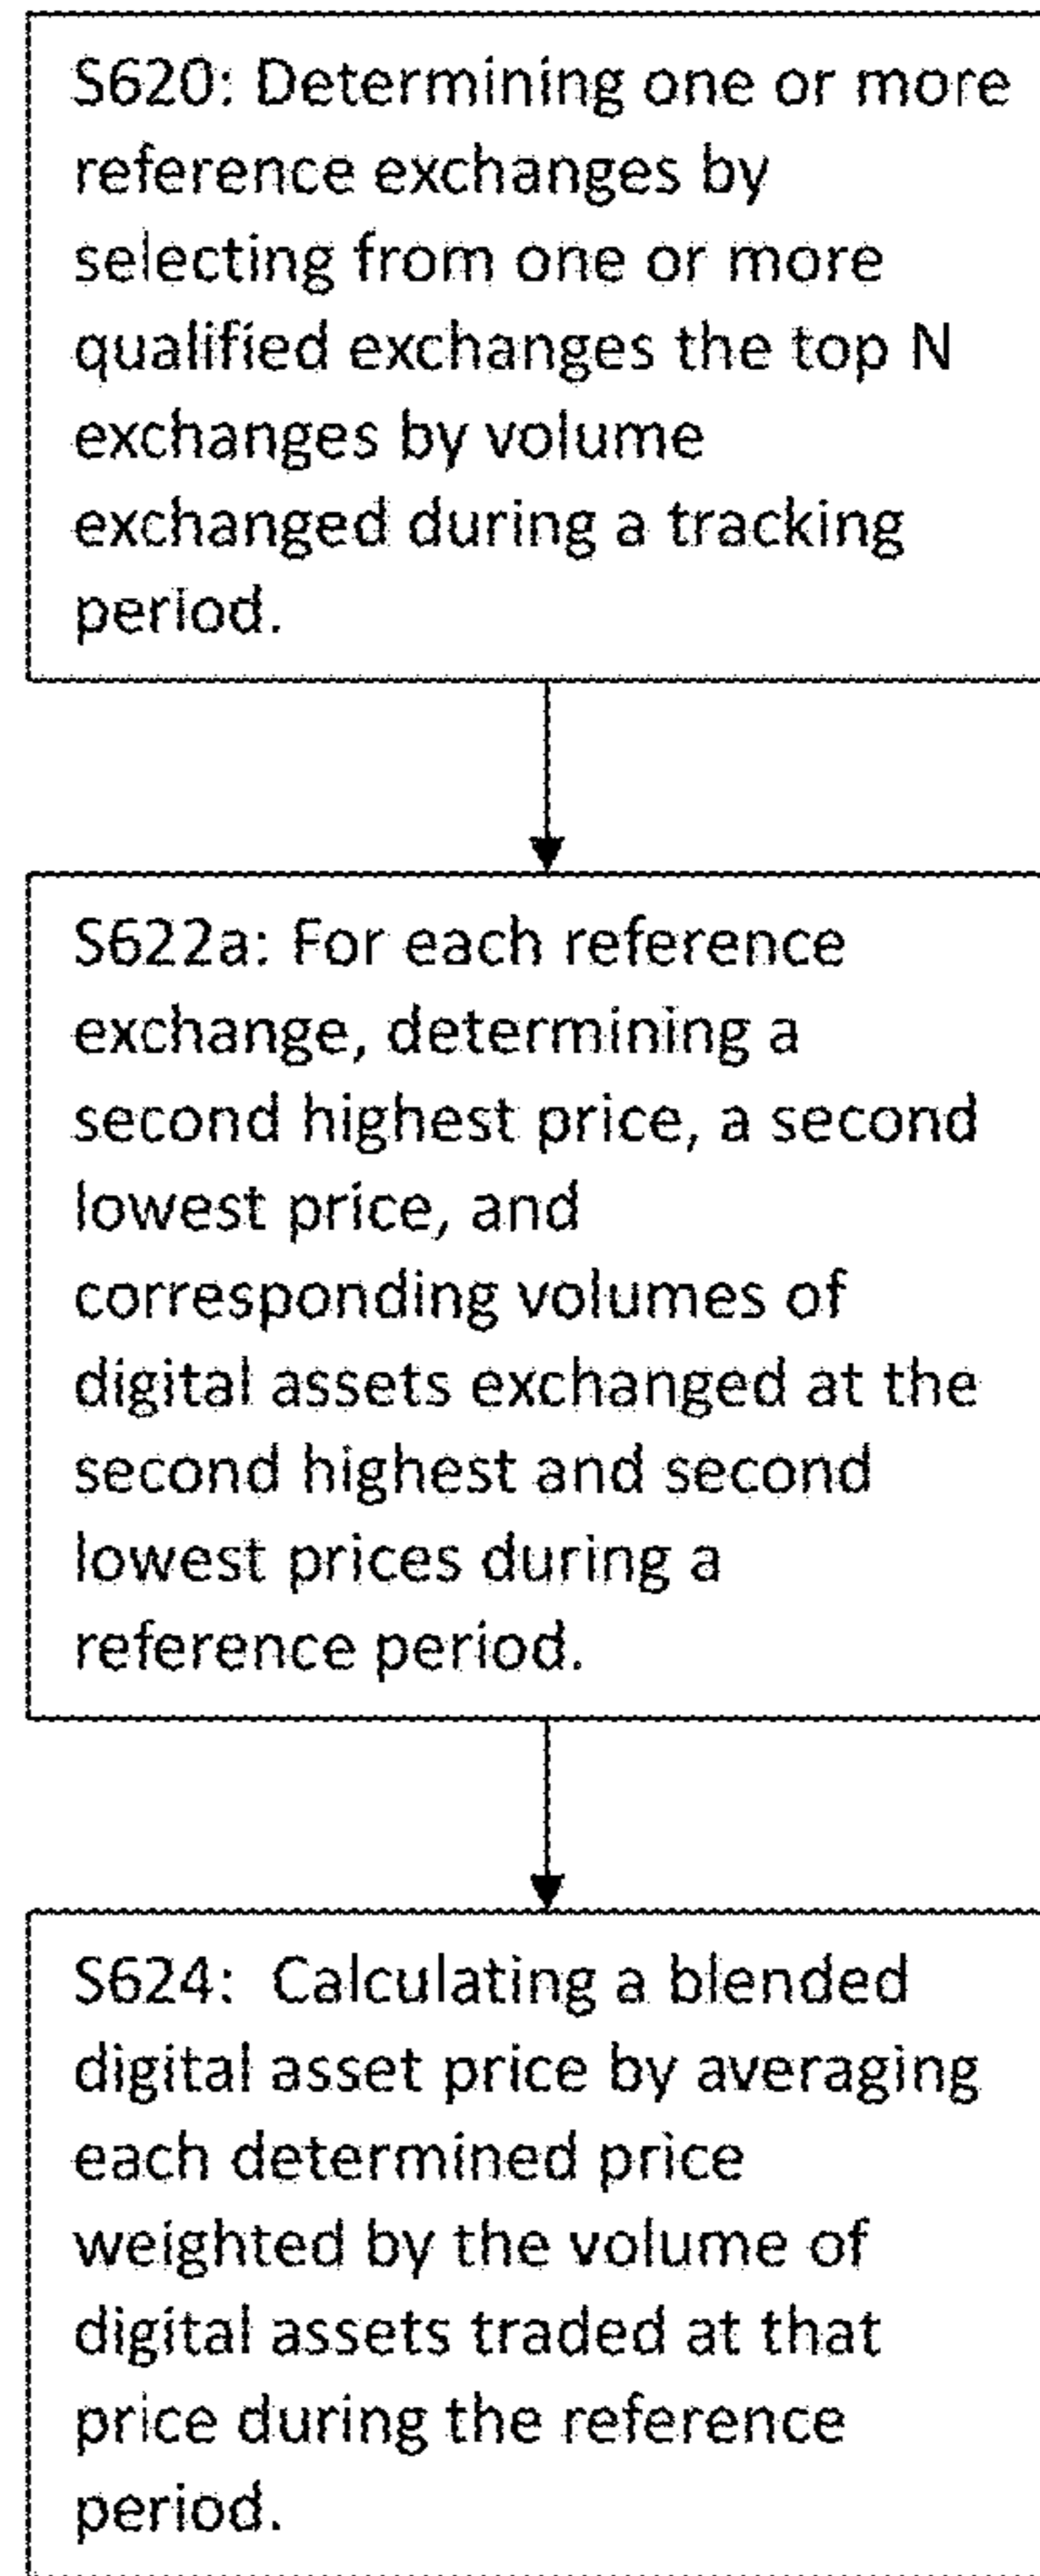 S620: Determining one or more
reference exchanges by
selecting from one or more
qualified exchanges the top N
exchanges by volume
exchanged during a tracking
period.
S622a: For each reference
exchange, determining a
second highest price, a second
lowest price, and
corresponding volumes of
digital assets exchanged at the
second highest and second
lowest prices during a
reference period.
S624: Calculating a blended
digital asset price by averaging
each determined price
weighted by the volume of
digital assets traded at that
price during the reference
period.